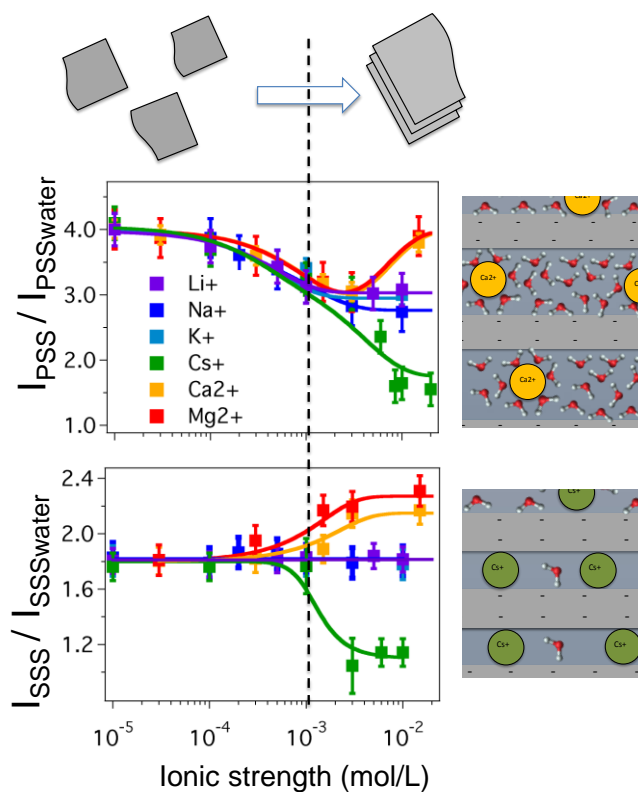 I_PSS / I_PSSwater
4.0
3.0
2.0
1.0
Li+
Na+
K+
Cs+
Ca2+
Mg2+
Ca2+
Ca2+
C
Ca2+
- - - -
- - - -
- - - -
I_SSS / I_SSSwater
2.4
2.0
1.6
1.2
Cs+
Cs+
Cs+
Cs+
Cs+
- - - -
- - - -
- - - -
10⁻⁵
10⁻⁴
10⁻³
10⁻²
Ionic strength (mol/L)